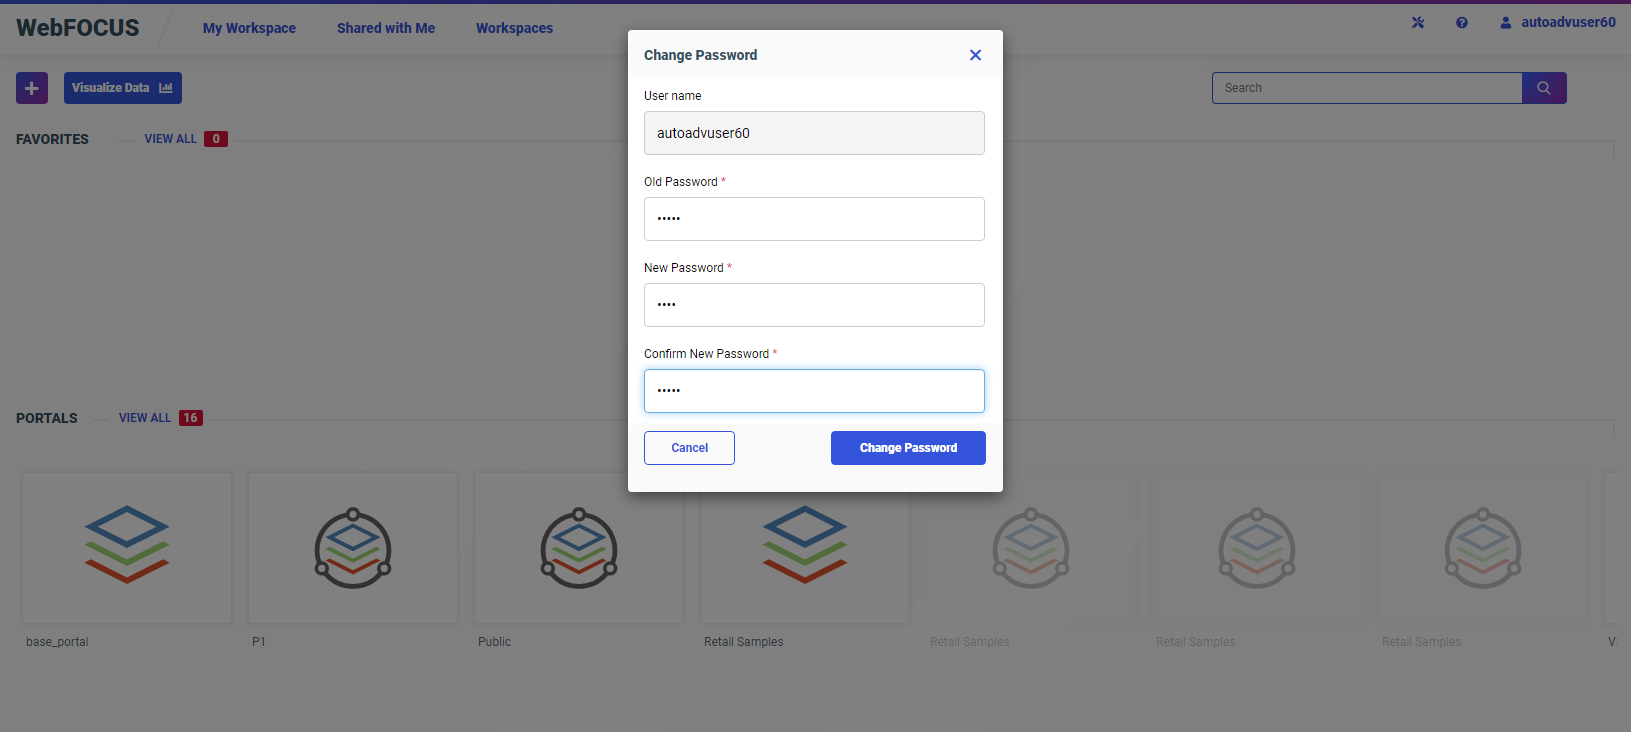 WebFOCUS
My Workspace
Shared with Me
Workspaces
autoadvuser60
Visualize Data
Search
FAVORITES
VIEW ALL 0
Change Password
User name
autoadvuser60
Old Password *
•••••
New Password *
••••
Confirm New Password *
•••••
Cancel
Change Password
PORTALS
VIEW ALL 16
base_portal
P1
Public
Retail Samples
Retail Samples
Retail Samples
Retail Samples